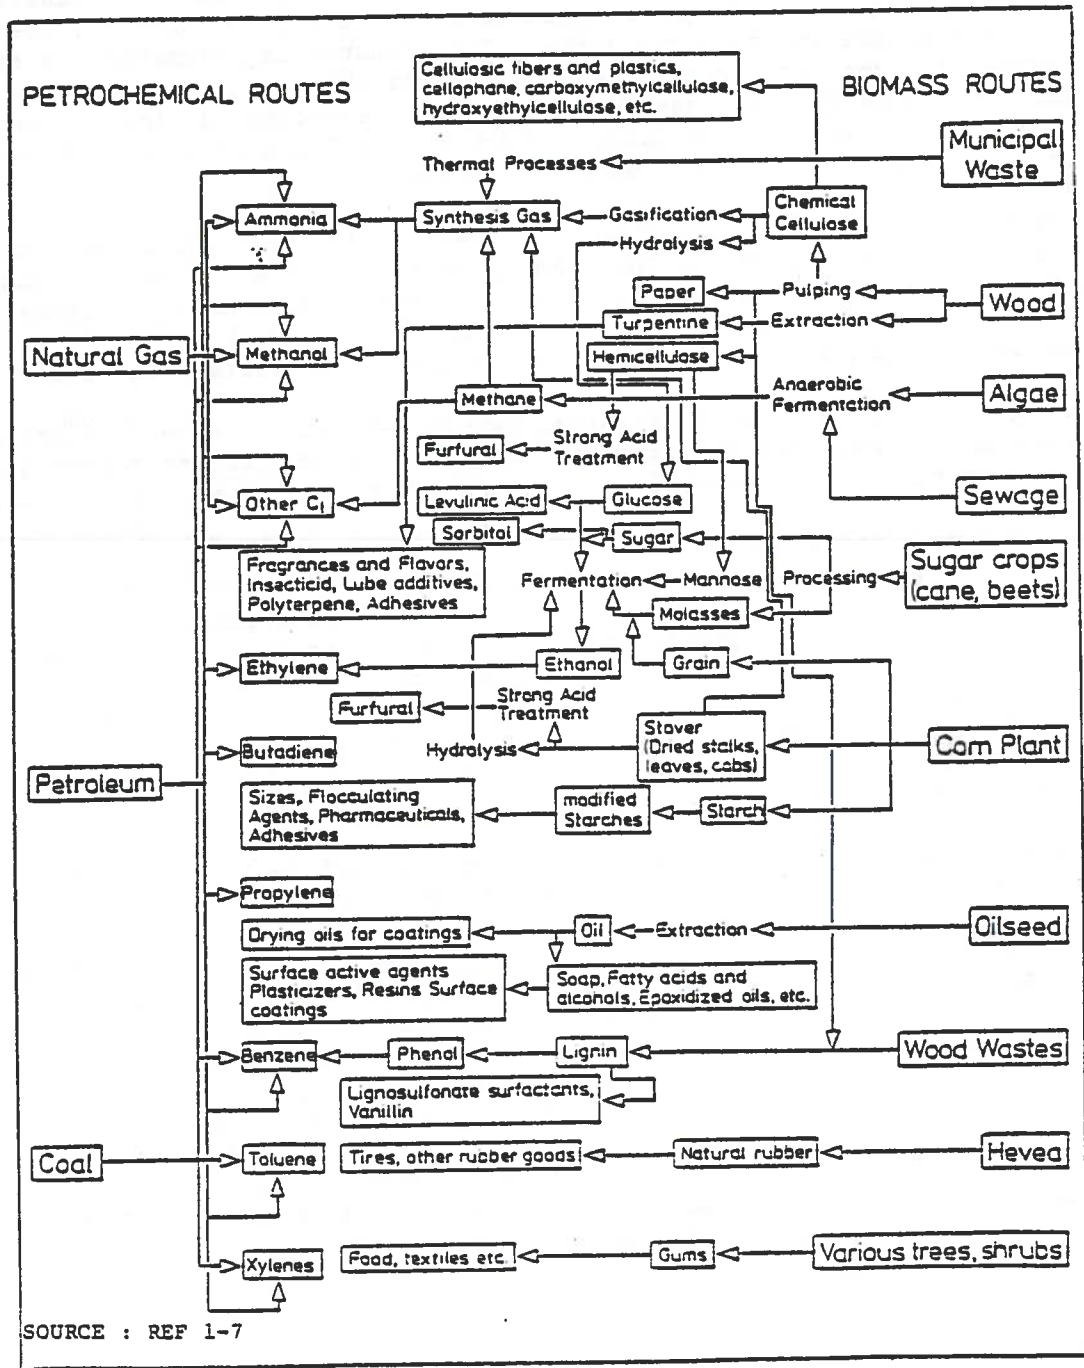 PETROCHEMICAL ROUTES
BIOMASS ROUTES
Cellulosic fibers and plastics,
cellophane, carboxymethylcellulose,
hydroxyethylcellulose, etc.
Municipal
Waste
Thermal Processes
Ammonia
Synthesis Gas
Gasification
Chemical
Cellulase
Hydrolysis
Paper
Pulping
Wood
Turpentine
Extraction
Natural Gas
Methanol
Hemicellulase
Methane
Anaerobic
Fermentation
Algae
Furfural
Strong Acid
Treatment
Other C1
Levulinic Acid
Glucose
Sewage
Sorbitol
Sugar
Fragrances and Flavors,
Insecticid, Lube additives,
Polyterpene, Adhesives
Fermentation
Mannose
Processing
Sugar crops
(cane, beets)
Molasses
Ethylene
Ethanol
Grain
Furfural
Strong Acid
Treatment
Butadiene
Hydrolysis
Stover
(Dried stalks,
leaves, cobs)
Corn Plant
Petroleum
Sizes, Flocculating
Agents, Pharmaceuticals,
Adhesives
modified
Starches
Starch
Propylene
Drying oils for coatings
Oil
Extraction
Oilseed
Surface active agents
Plasticizers, Resins Surface
coatings
Soap, Fatty acids and
alcohols, Epoxidized oils, etc.
Benzene
Phenol
Lignin
Wood Wastes
Lignosulfonate surfactants,
Vanillin
Coal
Toluene
Tires, other rubber goods
Natural rubber
Hevea
Xylenes
Food, textiles etc.
Gums
Various trees, shrubs
SOURCE : REF 1-7